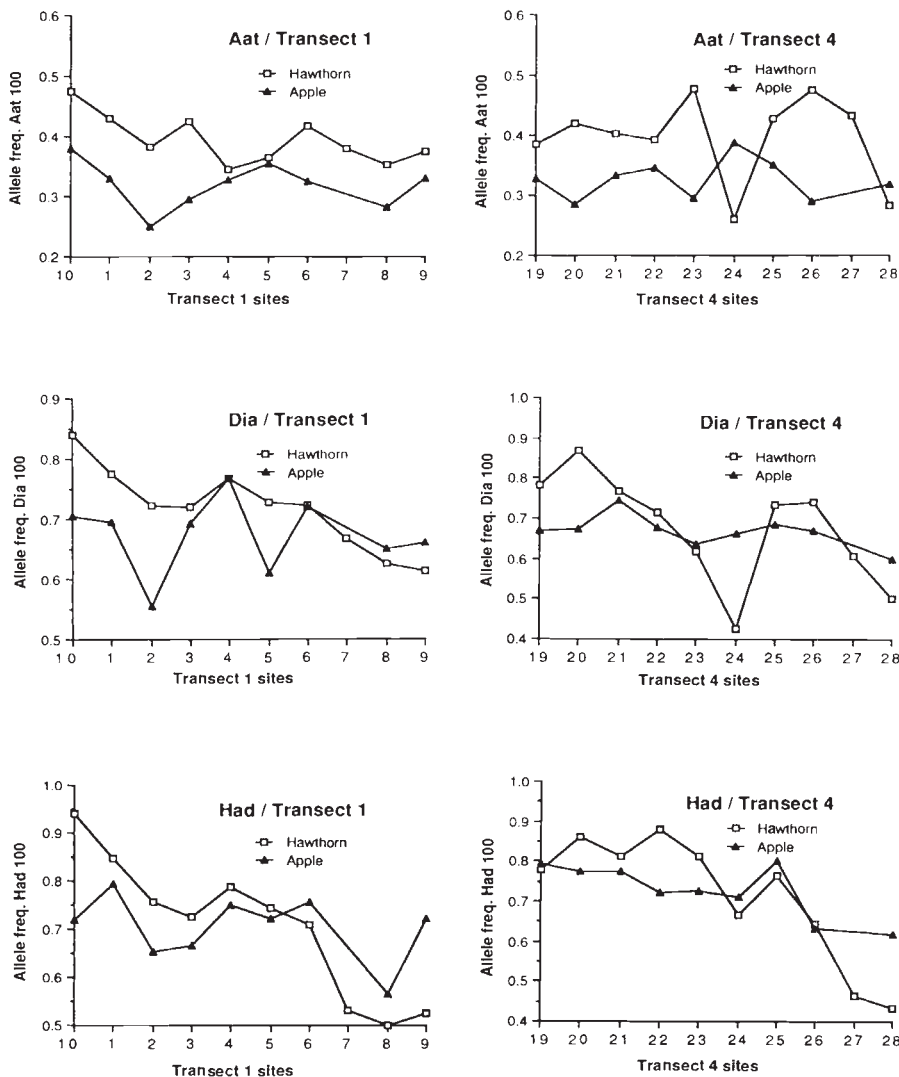 Aat / Transect 1
Hawthorn
Apple
Allele freq. Aat 100
0.6
0.5
0.4
0.3
0.2
10 1 2 3 4 5 6 7 8 9
Transect 1 sites
Aat / Transect 4
Hawthorn
Apple
Allele freq. Aat 100
0.6
0.5
0.4
0.3
0.2
19 20 21 22 23 24 25 26 27 28
Transect 4 sites
Dia / Transect 1
Hawthorn
Apple
Allele freq. Dia 100
0.9
0.8
0.7
0.6
0.5
10 1 2 3 4 5 6 7 8 9
Transect 1 sites
Dia / Transect 4
Hawthorn
Apple
Allele freq. Dia 100
1.0
0.9
0.8
0.7
0.6
0.5
0.4
19 20 21 22 23 24 25 26 27 28
Transect 4 sites
Had / Transect 1
Hawthorn
Apple
Allele freq. Had 100
1.0
0.9
0.8
0.7
0.6
0.5
10 1 2 3 4 5 6 7 8 9
Transect 1 sites
Had / Transect 4
Hawthorn
Apple
Allele freq. Had 100
1.0
0.9
0.8
0.7
0.6
0.5
0.4
19 20 21 22 23 24 25 26 27 28
Transect 4 sites